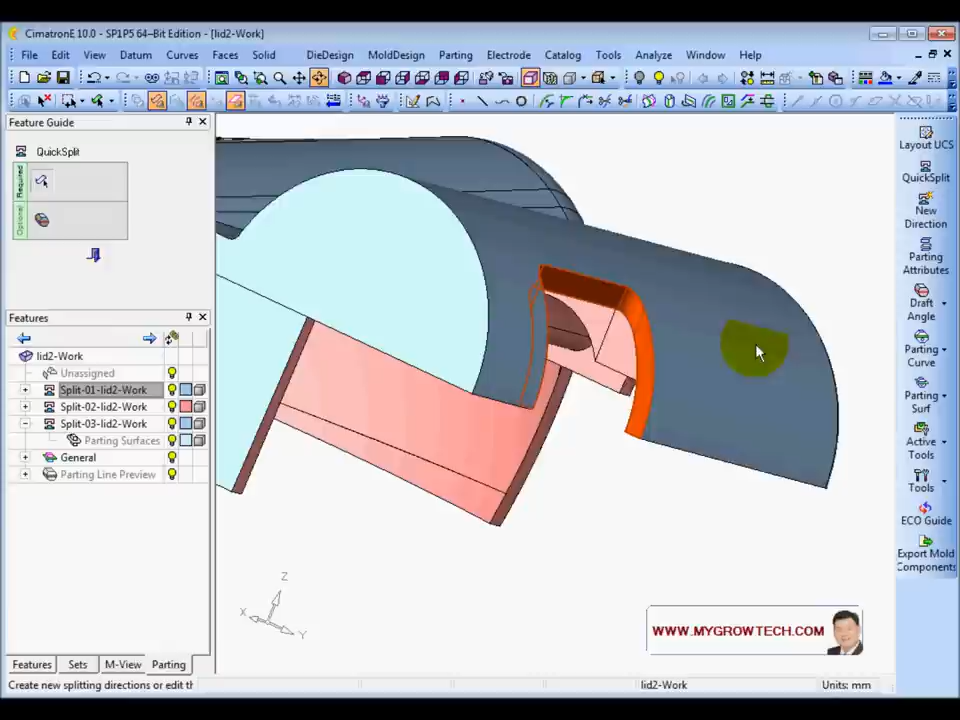 CimatronE 10.0 - SP1P5 64-Bit Edition - [lid2-Work]
File Edit View Datum Curves Faces Solid DieDesign MoldDesign Parting Electrode Catalog Tools Analyze Window Help
Feature Guide
QuickSplit
Required
Optional
Features
lid2-Work
Unassigned
Split-01-lid2-Work
Split-02-lid2-Work
Split-03-lid2-Work
Parting Surfaces
General
Parting Line Preview
Features Sets M-View Parting
Create new splitting directions or edit th
Z
X
Y
WWW.MYGROWTECH.COM
lid2-Work
Units: mm
Layout UCS
QuickSplit
New
Direction
Parting
Attributes
Draft
Angle
Parting
Curve
Parting
Surf
Active
Tools
Tools
ECO Guide
Export Mold
Components